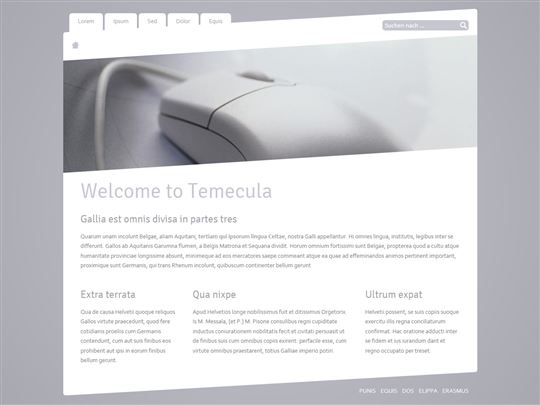 Lorem Ipsum Sed Dolor Equis
Suchen nach ...
Welcome to Temecula
Gallia est omnis divisa in partes tres
Quarum unam incolunt Belgae, aliam Aquitani, tertiam qui ipsorum lingua Celtae, nostra Galli appellantur. Hi omnes lingua, institutis, legibus inter se
differunt. Gallos ab Aquitanis Garumna flumen, a Belgis Matrona et Sequana dividit. Horum omnium fortissimi sunt Belgae, propterea quod a cultu atque
humanitate provinciae longissime absunt, minimeque ad eos mercatores saepe commeant atque ea quae ad effeminandos animos pertinent important,
proximique sunt Germanis, qui trans Rhenum incolunt, quibuscum continenter bellum gerunt.
Extra terrata
Cua de causa Helvetii quoque reliquos
Gallos virtute praecedunt, quod fere
cotidianis proeliis cum Germanis
contendunt, cum aut suis finibus eos
prohibent aut ipsi in eorum finibus
bellum gerunt.
Qua nixpe
Apud Helvetios longe nobilissimus fuit et ditissimus Orgetorix.
Is M. Messala, [et P.] M. Pisone consulibus regni cupiditate
inductus coniurationem nobilitatis fecit et civitati persuasit ut
de finibus suis cum omnibus copiis exirent: perfacile esse, cum
virtute omnibus praestarent, totius Galliae imperio potiri.
Ultrum expat
Helveti possent, se suis copiis suoque
exercitu illis regna conciliaturum
confirmat. Hac oratione adducti inter
se fidem et ius iurandum dant et
regno occupato per treset.
PUNIS EQUIS DOS ELIPPA ERASMUS